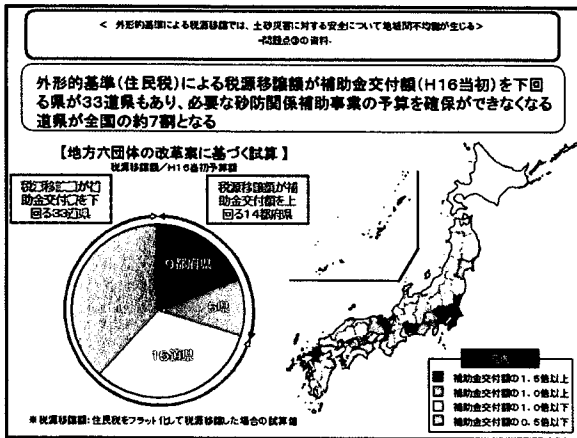 < 外形的基準による税源移譲では、土砂災害に対する安全について地域間不均衡が生じる>
-問題点③の資料-
外形的基準(住民税)による税源移譲額が補助金交付額(H16当初)を下回
る県が33道県もあり、必要な砂防関係補助事業の予算を確保ができなくなる
道県が全国の約7割となる
【地方六団体の改革案に基づく試算】
税源移譲額/H16当初予算額
助金交付 を下
回る33
税源移譲額が補
助金交付額を上
回る14都府県
9都府県
5県
15道県
補助金交付額の1.5倍以上
補助金交付額の1.0倍以上
補助金交付額の1.0倍以下
補助金交付額の0.5倍以下
※税源移譲額:住民税をフラット化して税源移譲した場合の試算値